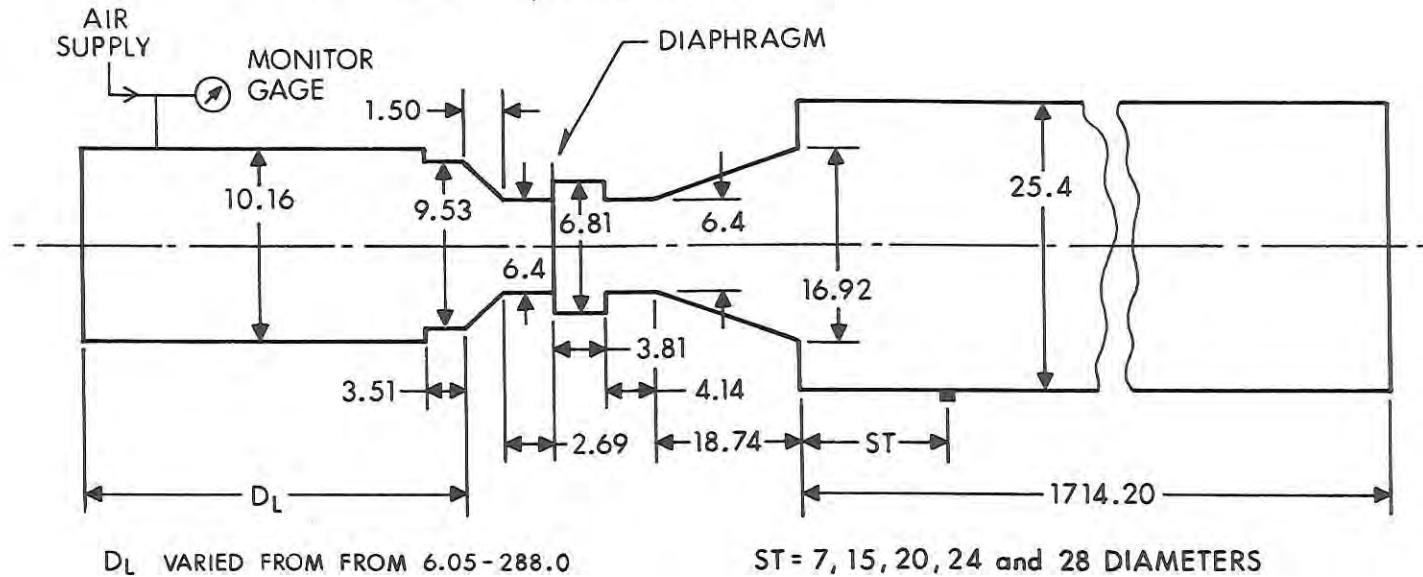 AIR
SUPPLY
MONITOR
GAGE
DIAPHRAGM
1.50
10.16
9.53
6.4
6.81
6.4
16.92
25.4
3.51
2.69
3.81
4.14
18.74
ST
DL
1714.20
DL VARIED FROM FROM 6.05-288.0
ST = 7, 15, 20, 24 and 28 DIAMETERS